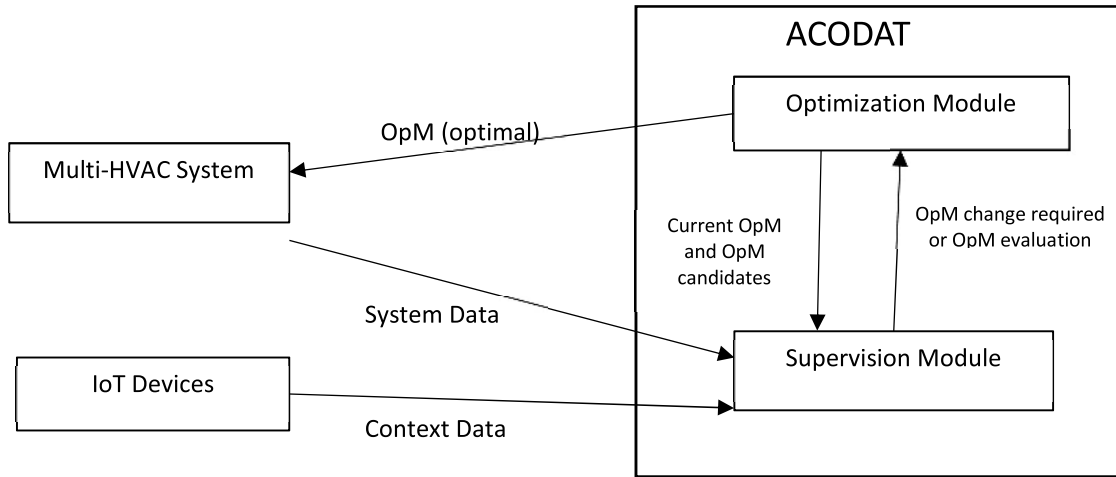 ACODAT
Optimization Module
OpM (optimal)
Multi-HVAC System
Current OpM
and OpM
candidates
OpM change required
or OpM evaluation
System Data
Supervision Module
IoT Devices
Context Data